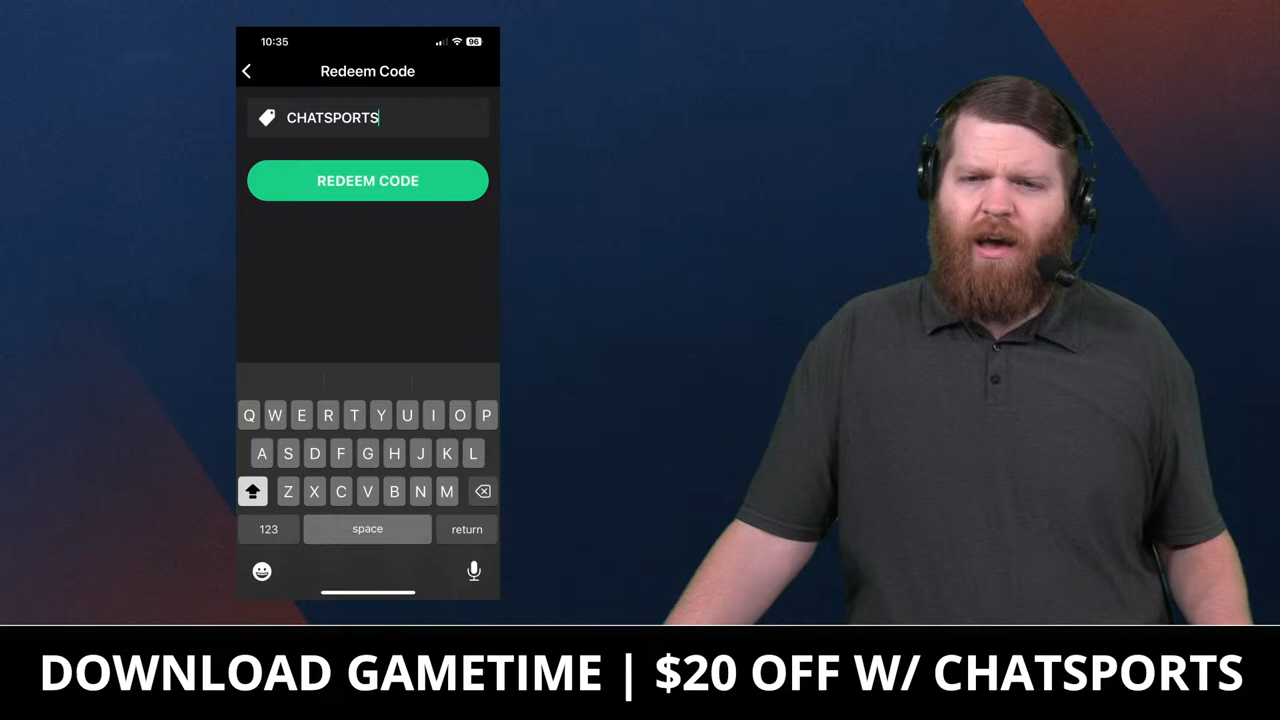 10:35
96
Redeem Code
CHATSPORTS
REDEEM CODE
Q W E R T Y U I O P
A S D F G H J K L
Z X C V B N M
123 space return
DOWNLOAD GAMETIME | $20 OFF W/ CHATSPORTS